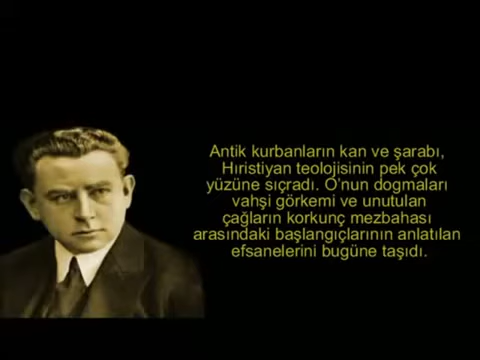 Antik kurbanların kan ve şarabı,
Hıristiyan teolojisinin pek çok
yüzüne sıçradı. O'nun dogmaları
vahşi görkemi ve unutulan
çağların korkunç mezbahası
arasındaki başlangıçlarının anlatılan
efsanelerini bugüne taşıdı.